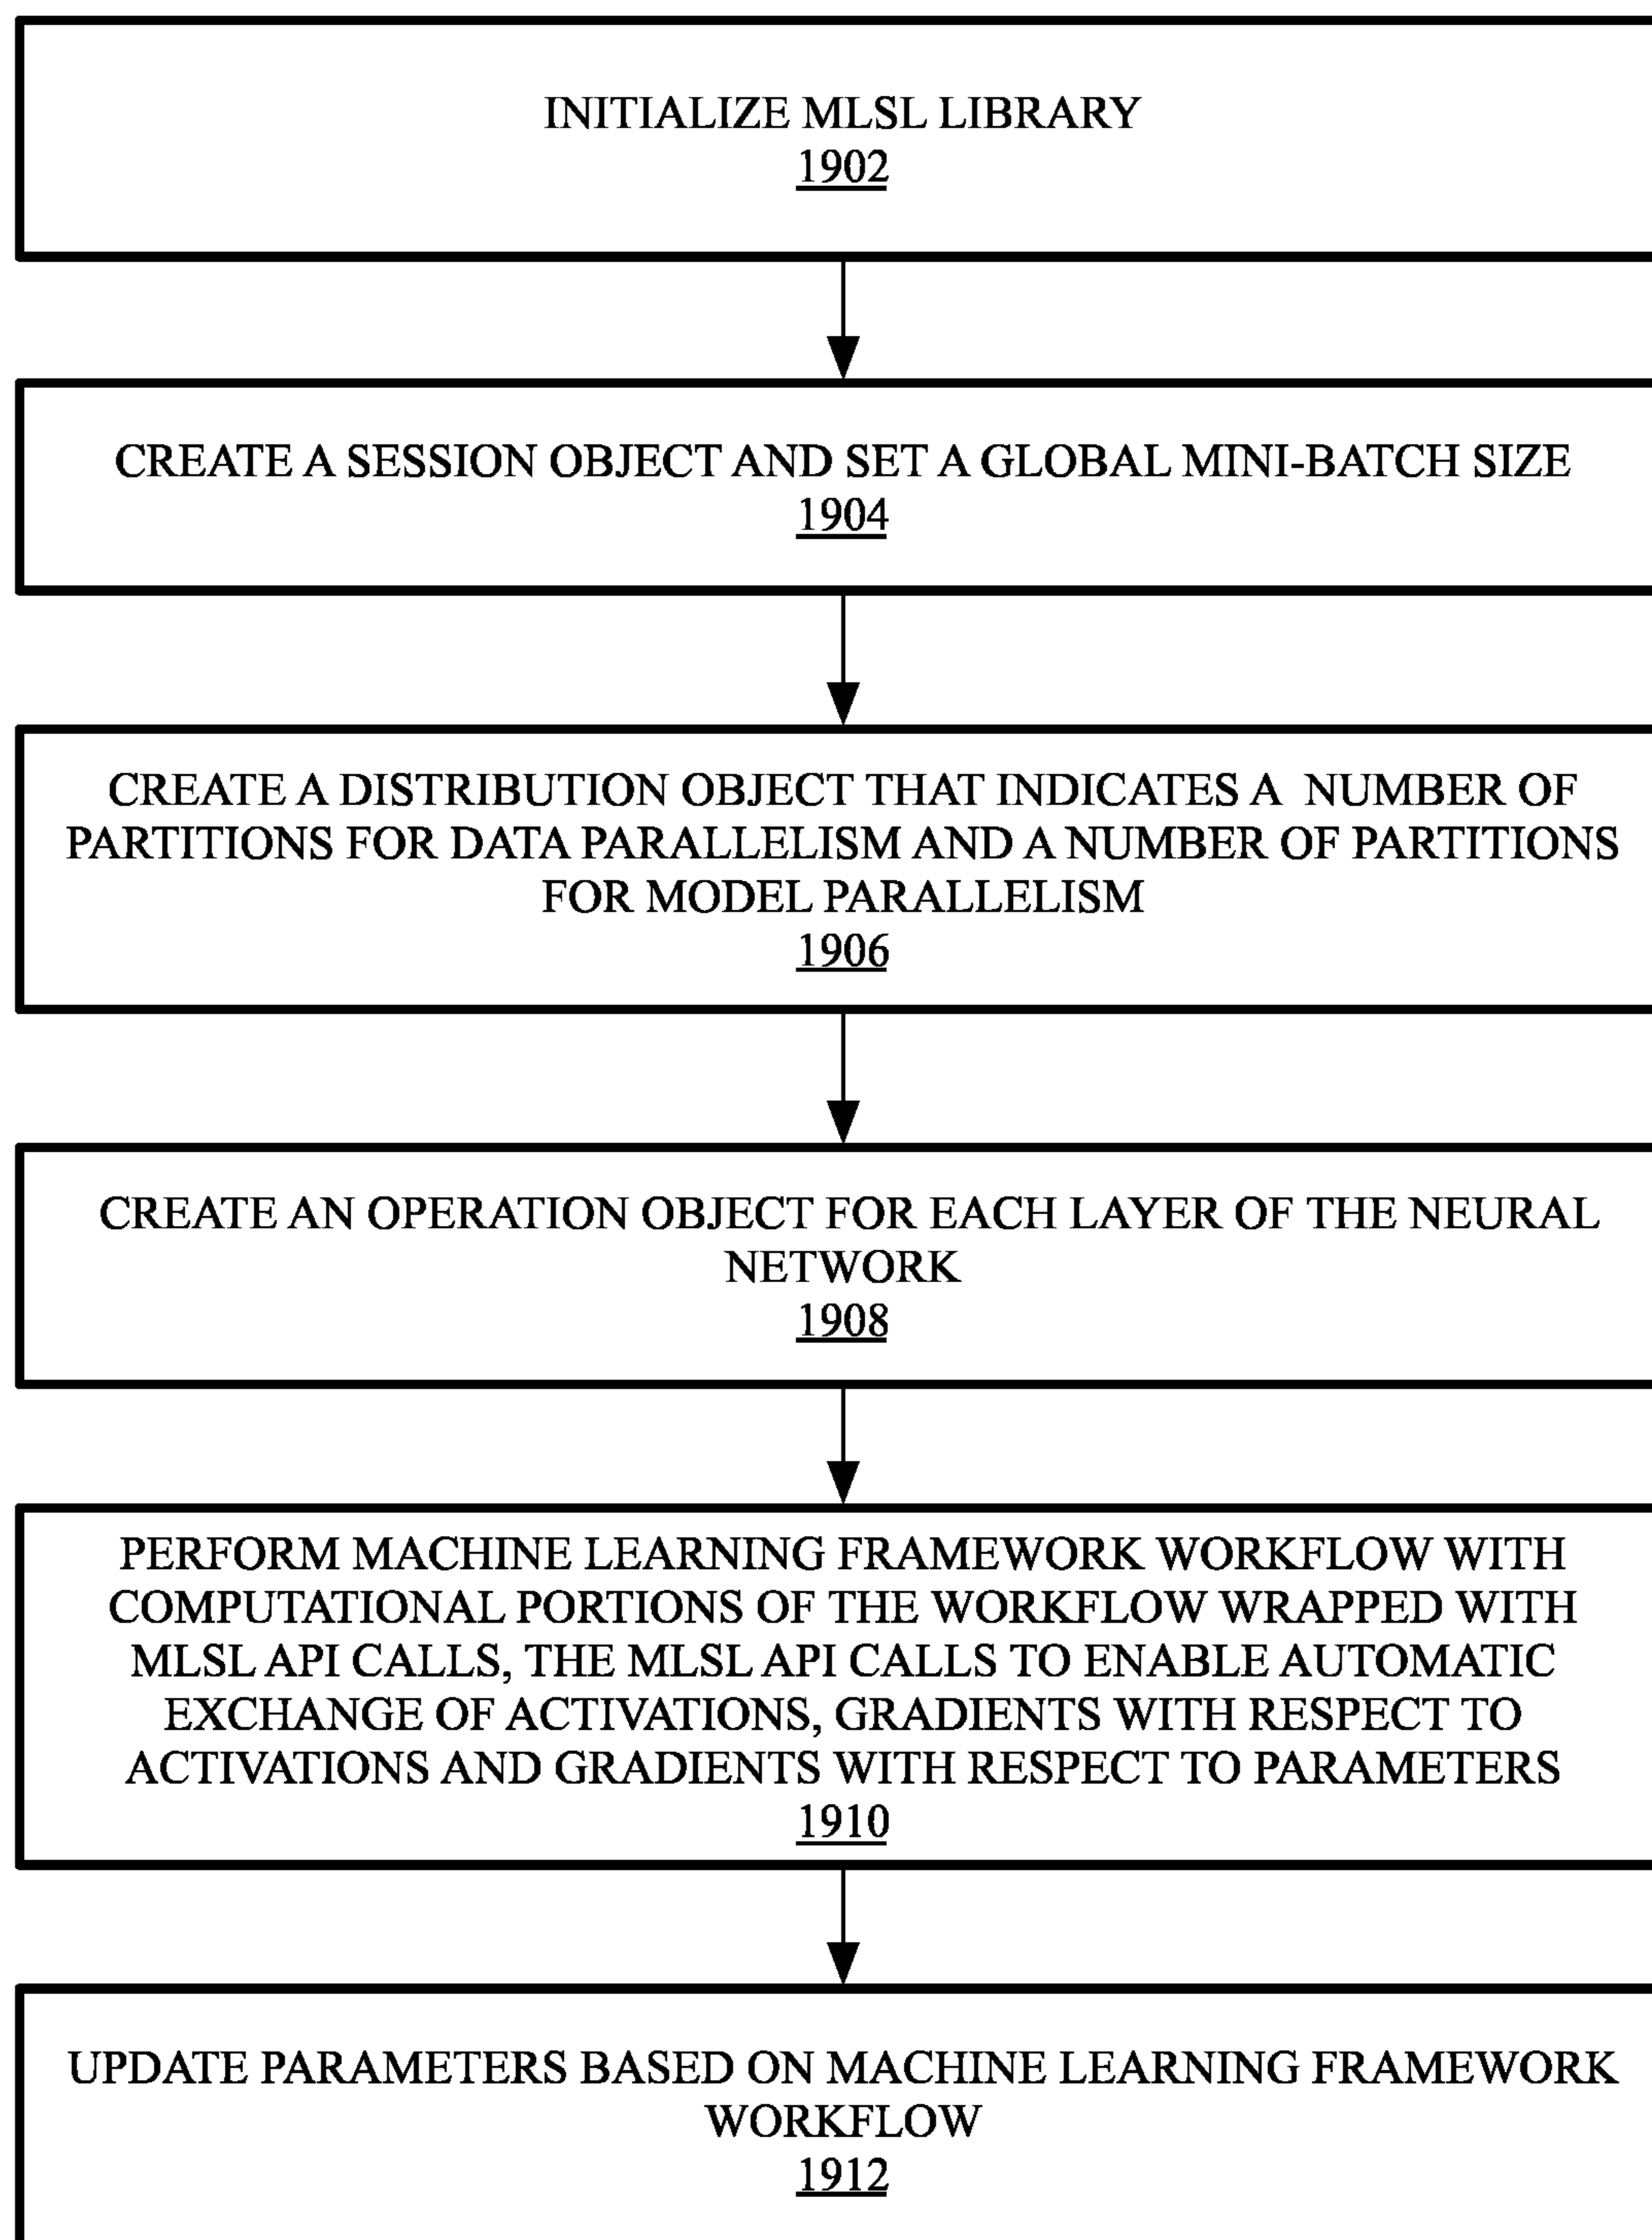 INITIALIZE MLSL LIBRARY
1902
CREATE A SESSION OBJECT AND SET A GLOBAL MINI-BATCH SIZE
1904
CREATE A DISTRIBUTION OBJECT THAT INDICATES A NUMBER OF
PARTITIONS FOR DATA PARALLELISM AND A NUMBER OF PARTITIONS
FOR MODEL PARALLELISM
1906
CREATE AN OPERATION OBJECT FOR EACH LAYER OF THE NEURAL
NETWORK
1908
PERFORM MACHINE LEARNING FRAMEWORK WORKFLOW WITH
COMPUTATIONAL PORTIONS OF THE WORKFLOW WRAPPED WITH
MLSL API CALLS, THE MLSL API CALLS TO ENABLE AUTOMATIC
EXCHANGE OF ACTIVATIONS, GRADIENTS WITH RESPECT TO
ACTIVATIONS AND GRADIENTS WITH RESPECT TO PARAMETERS
1910
UPDATE PARAMETERS BASED ON MACHINE LEARNING FRAMEWORK
WORKFLOW
1912